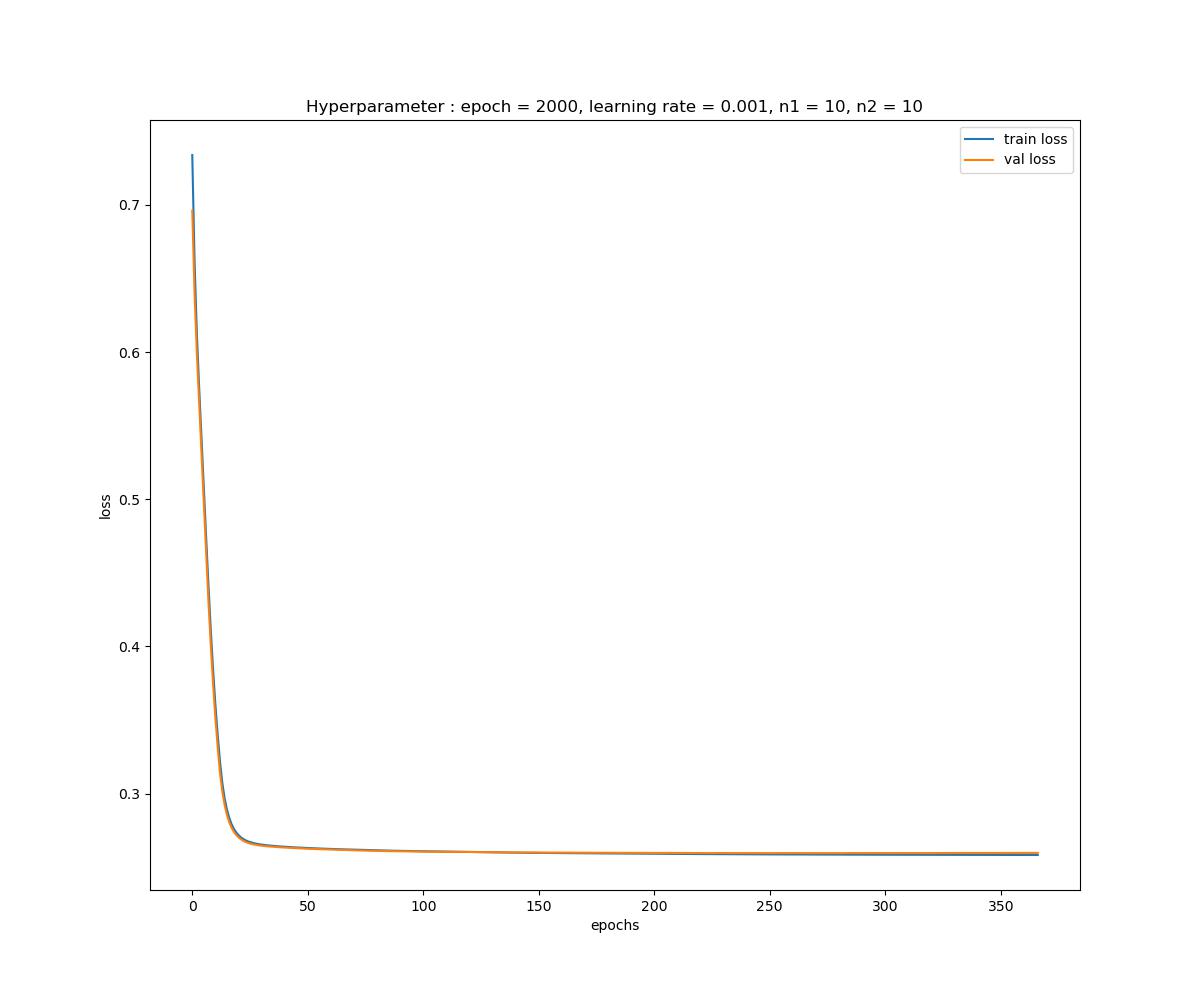 Hyperparameter : epoch = 2000, learning rate = 0.001, n1 = 10, n2 = 10
train loss
val loss
0.7
0.6
0.5
0.4
0.3
loss
0 50 100 150 200 250 300 350
epochs